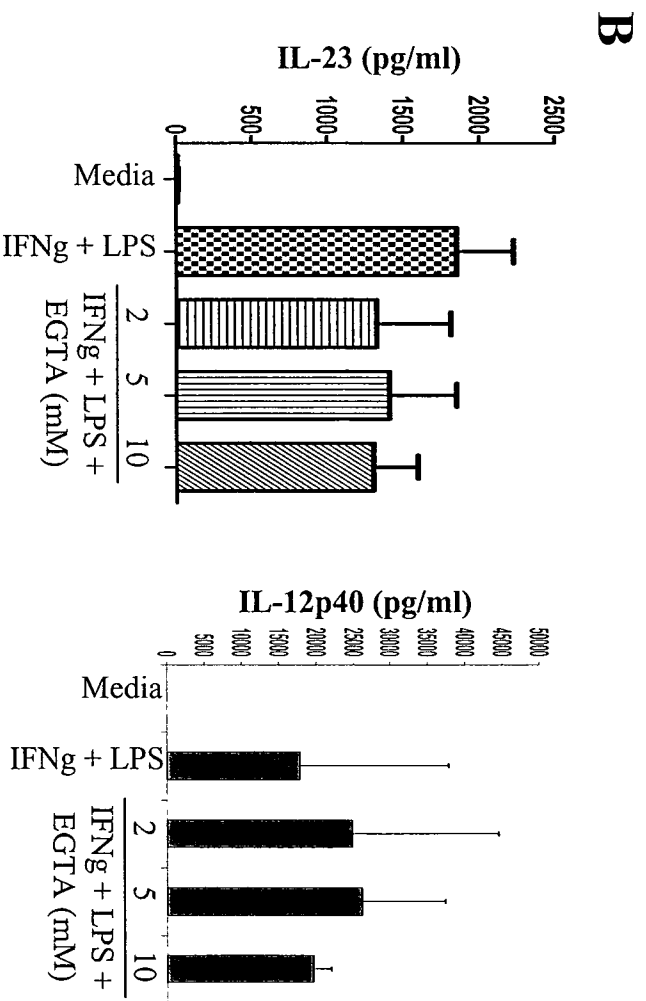 B
IL-23 (pg/ml)
2500
2000
1500
1000
500
0
Media
IFNg + LPS
2
5
10
IFNg + LPS +
EGTA (mM)
IL-12p40 (pg/ml)
50000
45000
40000
35000
30000
25000
20000
15000
10000
5000
0
Media
IFNg + LPS
2
5
10
IFNg + LPS +
EGTA (mM)